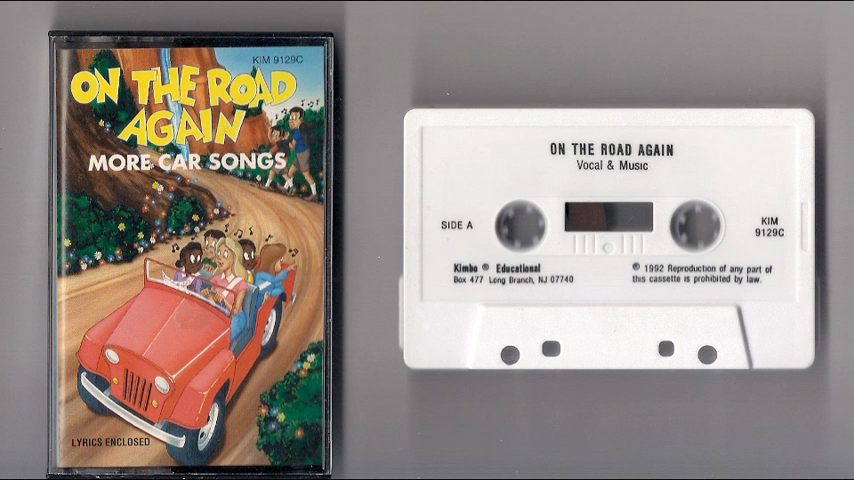 KIM 9129C
ON THE ROAD
AGAIN
MORE CAR SONGS
LYRICS ENCLOSED
ON THE ROAD AGAIN
Vocal & Music
SIDE A
KIM
9129C
Kimbo ® Educational
Box 477 Long Branch, NJ 07740
℗ 1992 Reproduction of any part of
this cassette is prohibited by law.